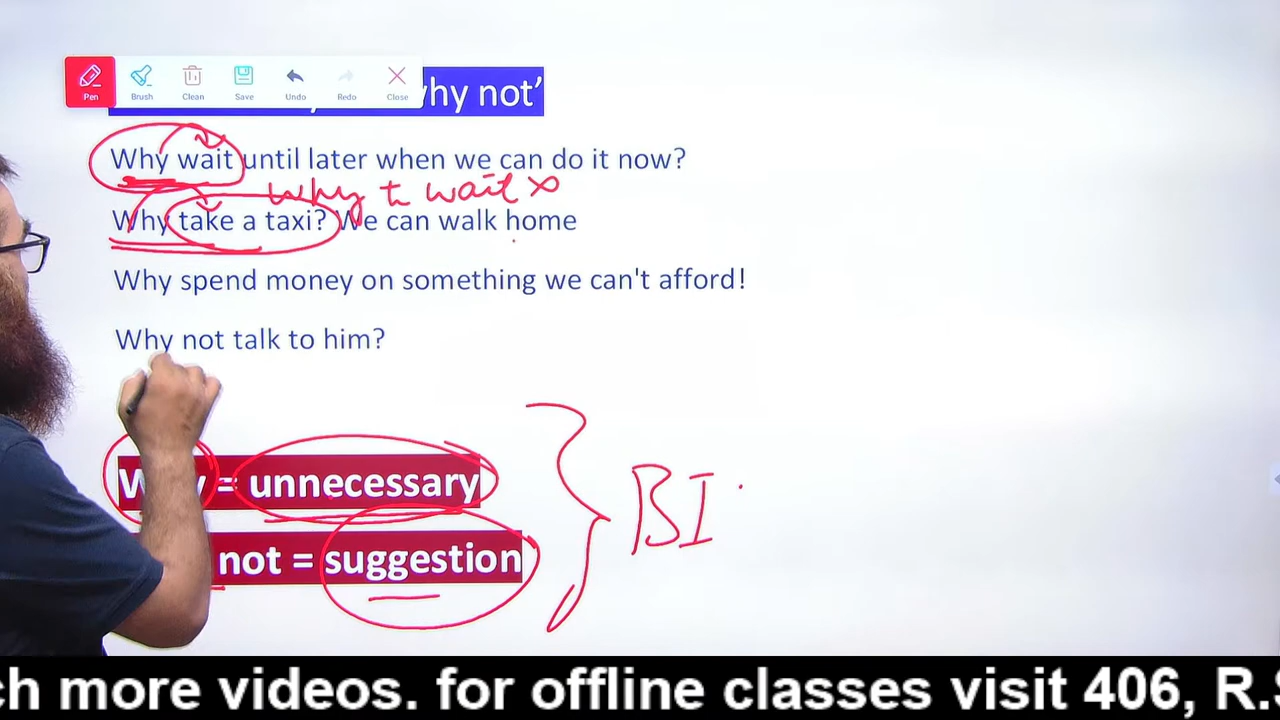 Pen Brush Clean Save Undo Redo Close
why not’
Why wait until later when we can do it now?
Why to wait ×
Why take a taxi? We can walk home
Why spend money on something we can't afford!
Why not talk to him?
= unnecessary
BI
not = suggestion
ch more videos. for offline classes visit 406, R.